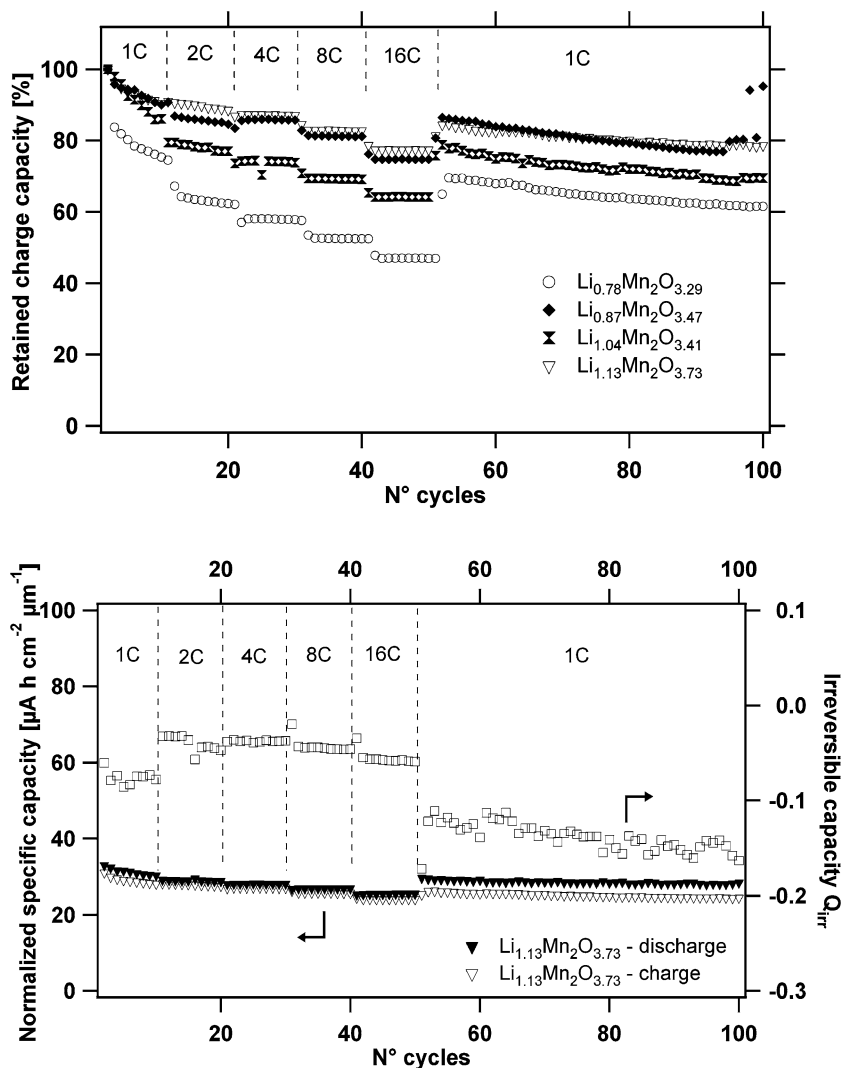 1C 2C 4C 8C 16C 1C
100
80
60
40
20
0
Retained charge capacity [%]
Li0.78Mn2O3.29
Li0.87Mn2O3.47
Li1.04Mn2O3.41
Li1.13Mn2O3.73
20 40 60 80 100
N° cycles
20 40 60 80 100
100
80
60
40
20
0
Normalized specific capacity [µA h cm-2 µm-1]
1C 2C 4C 8C 16C 1C
0.1
0.0
-0.1
-0.2
-0.3
Irreversible capacity Qirr
Li1.13Mn2O3.73 - discharge
Li1.13Mn2O3.73 - charge
20 40 60 80 100
N° cycles